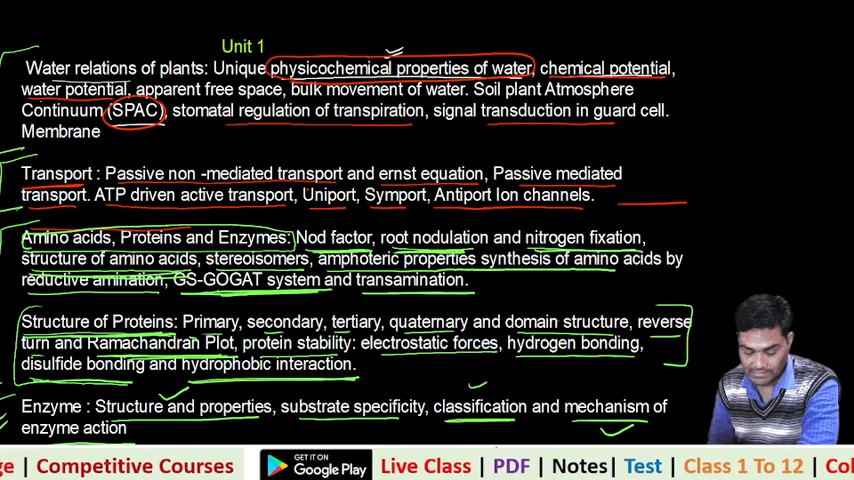 Unit 1
Water relations of plants: Unique physicochemical properties of water, chemical potential,
water potential, apparent free space, bulk movement of water. Soil plant Atmosphere
Continuum (SPAC), stomatal regulation of transpiration, signal transduction in guard cell.
Membrane
Transport : Passive non -mediated transport and ernst equation, Passive mediated
transport. ATP driven active transport, Uniport, Symport, Antiport Ion channels.
Amino acids, Proteins and Enzymes: Nod factor, root nodulation and nitrogen fixation,
structure of amino acids, stereoisomers, amphoteric properties synthesis of amino acids by
reductive amination, GS-GOGAT system and transamination.
Structure of Proteins: Primary, secondary, tertiary, quaternary and domain structure, reverse
turn and Ramachandran Plot, protein stability: electrostatic forces, hydrogen bonding,
disulfide bonding and hydrophobic interaction.
Enzyme : Structure and properties, substrate specificity, classification and mechanism of
enzyme action
ge | Competitive Courses GET IT ON Google Play Live Class | PDF | Notes| Test | Class 1 To 12 | Col